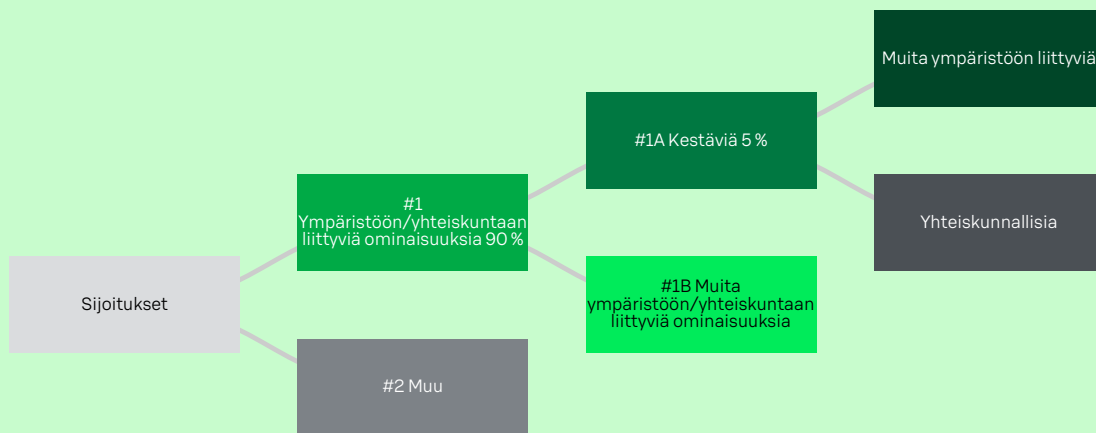 Muita ympäristöön liittyviä
#1A Kestäviä 5 %
#1
Ympäristöön/yhteiskuntaan
liittyviä ominaisuuksia 90 %
Yhteiskunnallisia
Sijoitukset
#1B Muita
ympäristöön/yhteiskuntaan
liittyviä ominaisuuksia
#2 Muu